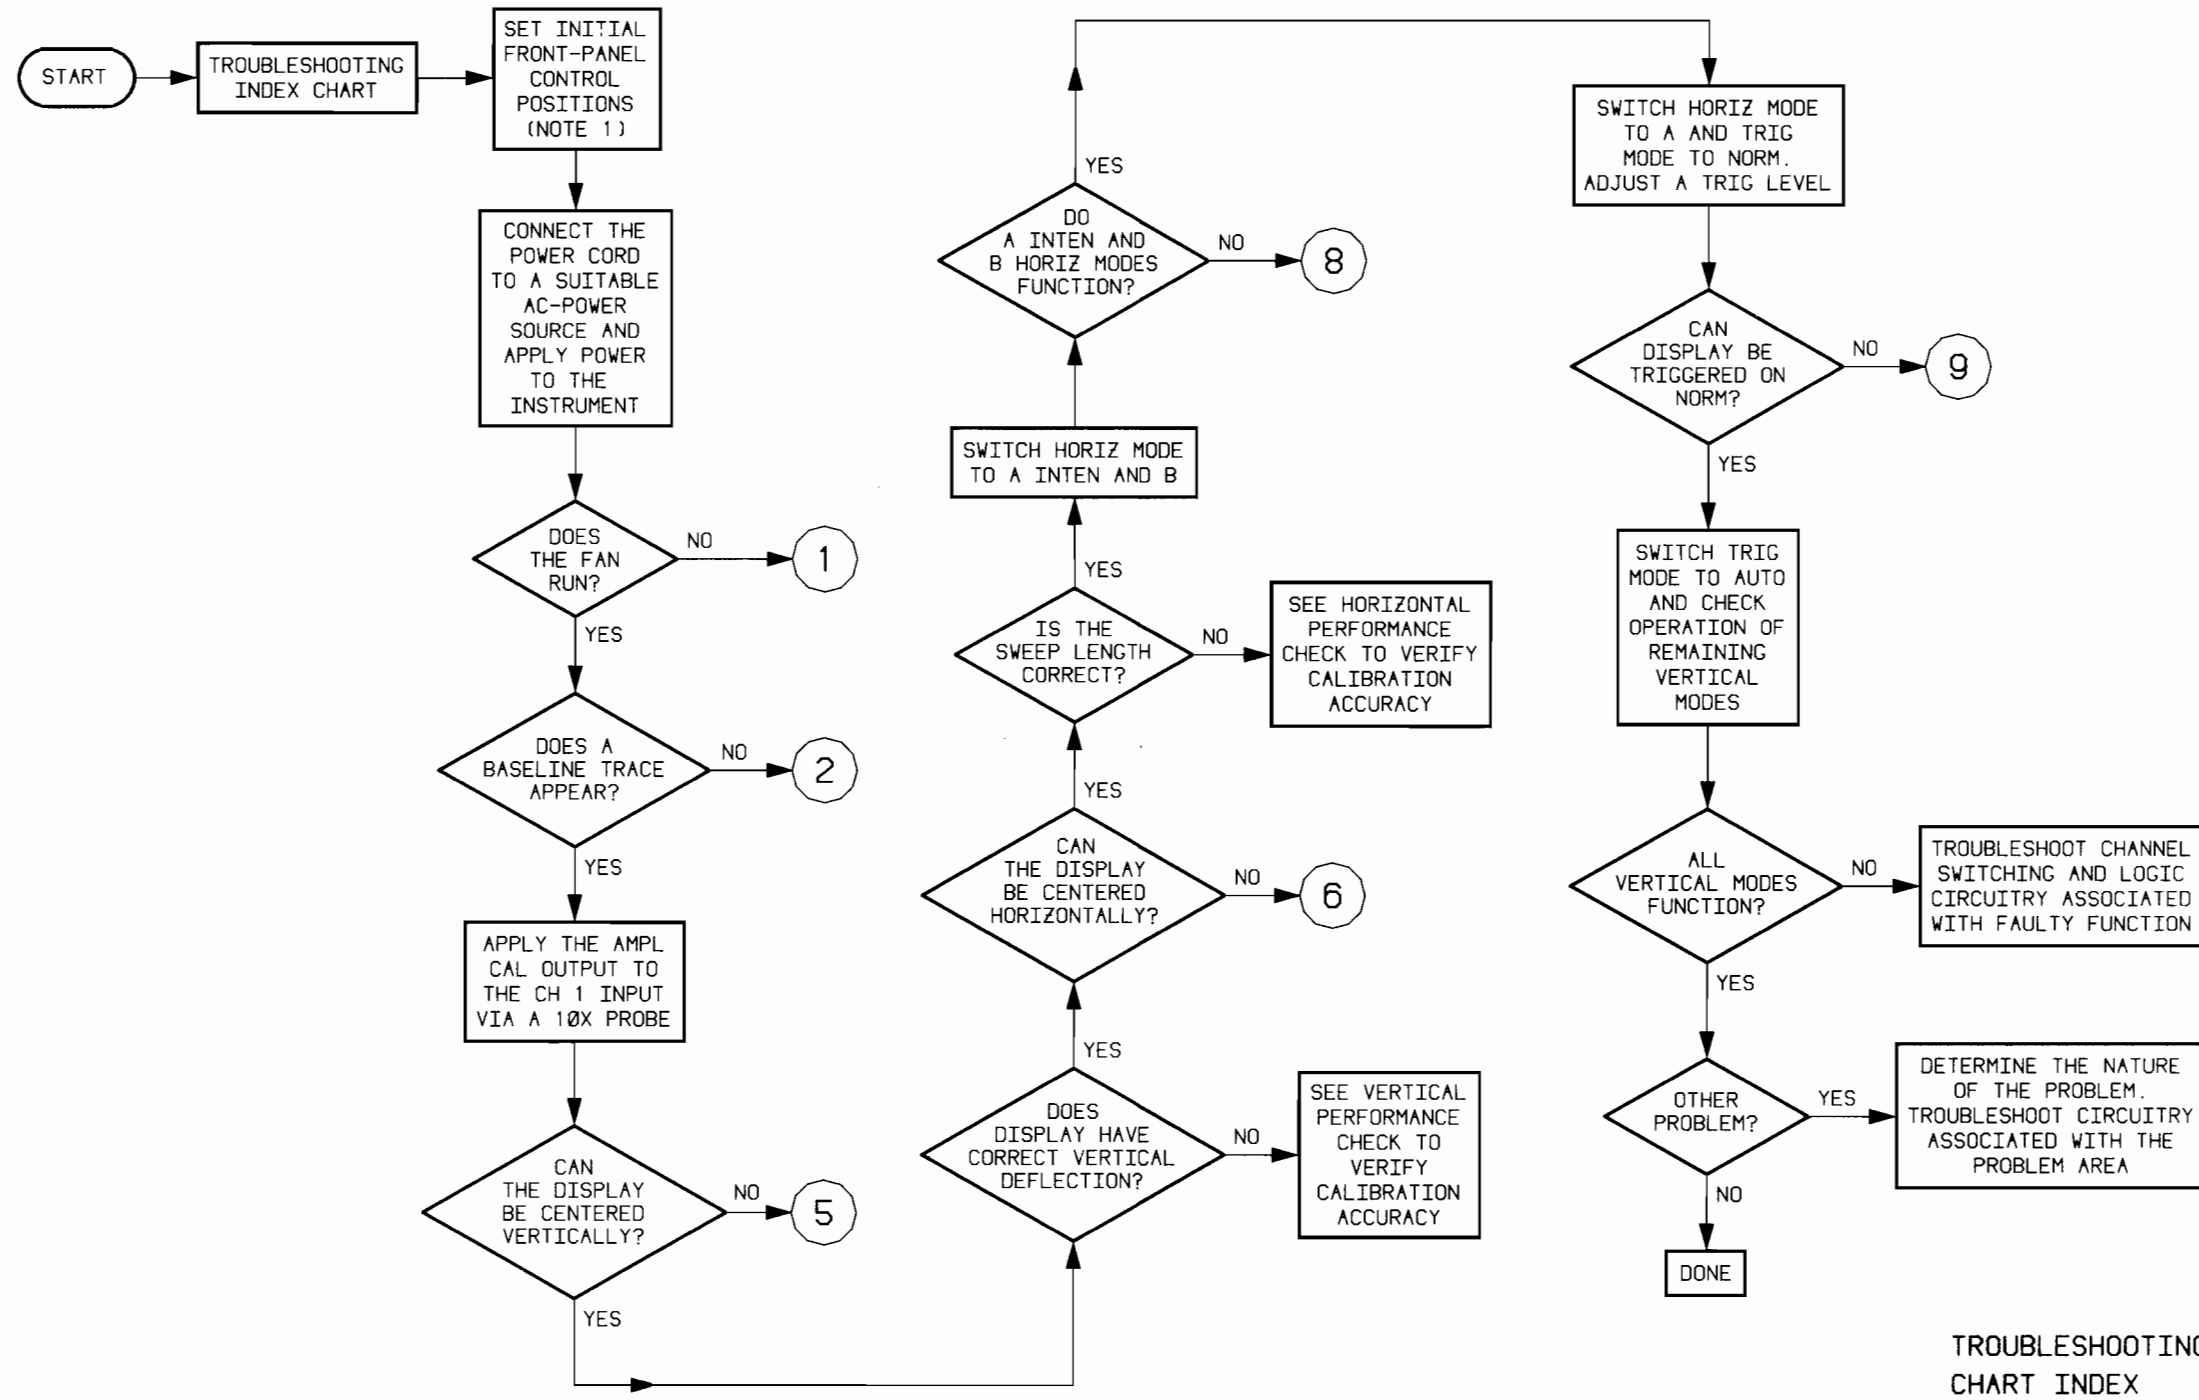 START
TROUBLESHOOTING
INDEX CHART
SET INITIAL
FRONT-PANEL
CONTROL
POSITIONS
(NOTE 1)
CONNECT THE
POWER CORD
TO A SUITABLE
AC-POWER
SOURCE AND
APPLY POWER
TO THE
INSTRUMENT
DOES
THE FAN
RUN?
NO
1
YES
DOES A
BASELINE TRACE
APPEAR?
NO
2
YES
APPLY THE AMPL
CAL OUTPUT TO
THE CH 1 INPUT
VIA A 10X PROBE
CAN
THE DISPLAY
BE CENTERED
VERTICALLY?
NO
5
YES
DOES
DISPLAY HAVE
CORRECT VERTICAL
DEFLECTION?
NO
SEE VERTICAL
PERFORMANCE
CHECK TO
VERIFY
CALIBRATION
ACCURACY
YES
CAN
THE DISPLAY
BE CENTERED
HORIZONTALLY?
NO
6
YES
IS THE
SWEEP LENGTH
CORRECT?
NO
SEE HORIZONTAL
PERFORMANCE
CHECK TO VERIFY
CALIBRATION
ACCURACY
YES
SWITCH HORIZ MODE
TO A INTEN AND B
DO
A INTEN AND
B HORIZ MODES
FUNCTION?
NO
8
YES
SWITCH HORIZ MODE
TO A AND TRIG
MODE TO NORM.
ADJUST A TRIG LEVEL
CAN
DISPLAY BE
TRIGGERED ON
NORM?
NO
9
YES
SWITCH TRIG
MODE TO AUTO
AND CHECK
OPERATION OF
REMAINING
VERTICAL
MODES
ALL
VERTICAL MODES
FUNCTION?
NO
TROUBLESHOOT CHANNEL
SWITCHING AND LOGIC
CIRCUITRY ASSOCIATED
WITH FAULTY FUNCTION
YES
OTHER
PROBLEM?
YES
DETERMINE THE NATURE
OF THE PROBLEM.
TROUBLESHOOT CIRCUITRY
ASSOCIATED WITH THE
PROBLEM AREA
NO
DONE
TROUBLESHOOTING
CHART INDEX